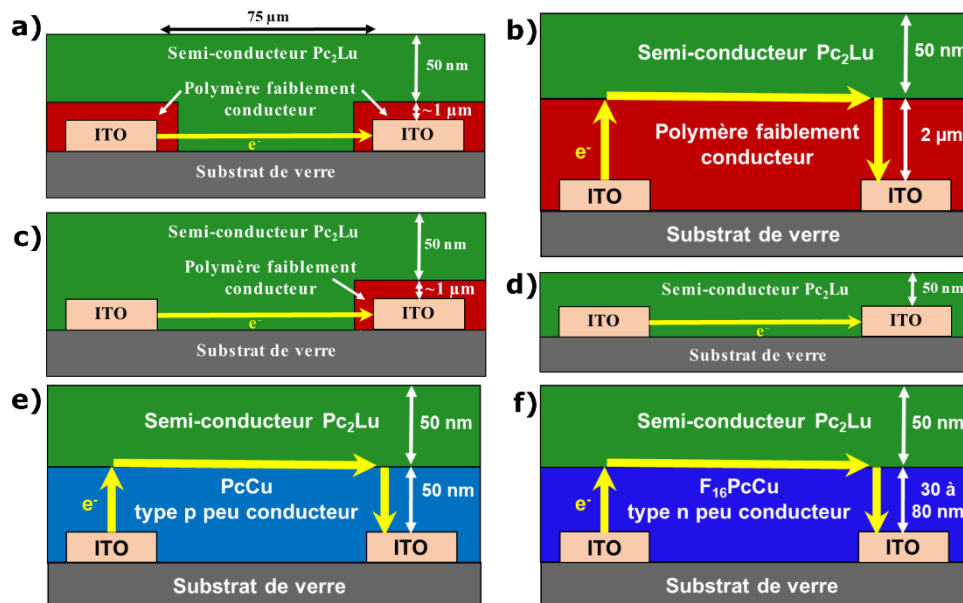 a)
75 µm
Semi-conducteur Pc₂Lu
50 nm
Polymère faiblement
conducteur
~1 µm
ITO
e⁻
ITO
Substrat de verre
b)
Semi-conducteur Pc₂Lu
50 nm
Polymère faiblement
conducteur
2 µm
e⁻
ITO
ITO
Substrat de verre
c)
Semi-conducteur Pc₂Lu
50 nm
Polymère faiblement
conducteur
~1 µm
ITO
e⁻
ITO
Substrat de verre
d)
Semi-conducteur Pc₂Lu
50 nm
ITO
e⁻
ITO
Substrat de verre
e)
Semi-conducteur Pc₂Lu
50 nm
PcCu
type p peu conducteur
50 nm
e⁻
ITO
ITO
Substrat de verre
f)
Semi-conducteur Pc₂Lu
50 nm
F₁₆PcCu
type n peu conducteur
30 à
80 nm
e⁻
ITO
ITO
Substrat de verre